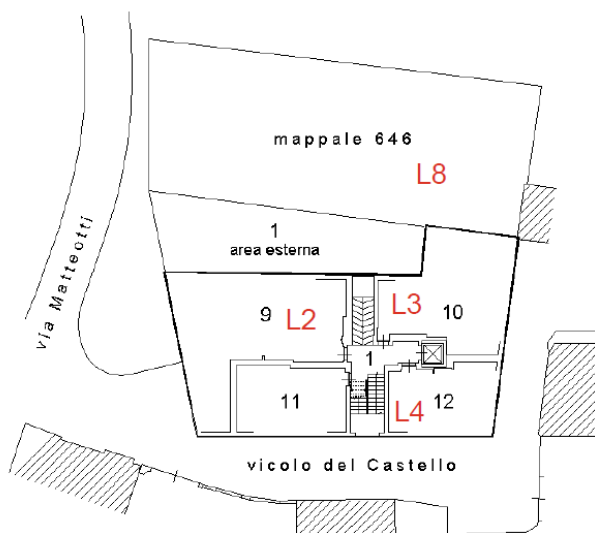 mappale 646
L8
1
area esterna
via Matteotti
9
L2
L3
10
1
11
L4
12
vicolo del Castello